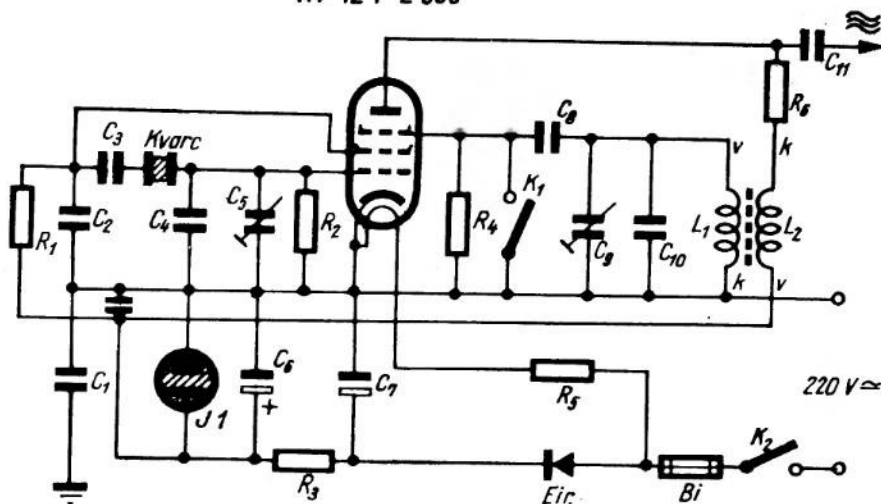 C3 Kvarc
C11
R6
C8
v k
K1
C5
R1 C2 C4 R2 R4 C9 C10 L1 L2
k v
C1 J1 C6 + C7 R5
220 V ≃
K2
R3 Eir Bi